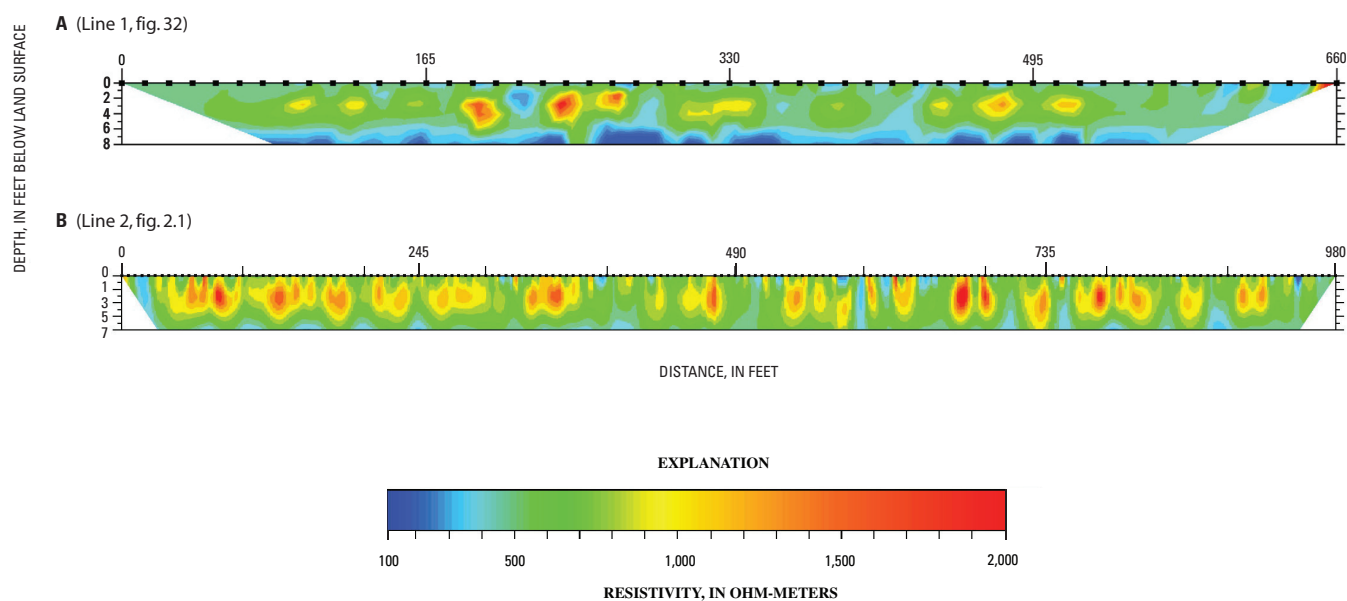 DEPTH, IN FEET BELOW LAND SURFACE
A (Line 1, fig. 32)
0 165 330 495 660
0
2
4
6
8
B (Line 2, fig. 2.1)
0 245 490 735 980
0
1
3
5
7
DISTANCE, IN FEET
EXPLANATION
100 500 1,000 1,500 2,000
RESISTIVITY, IN OHM-METERS